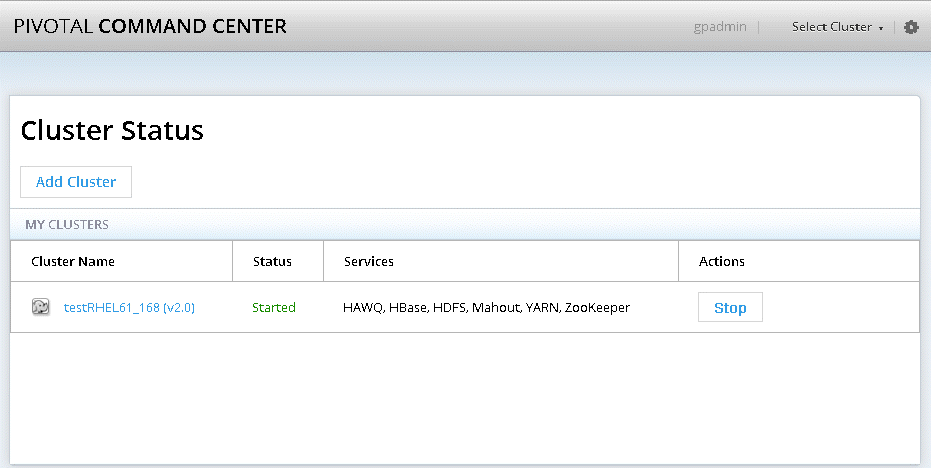 PIVOTAL COMMAND CENTER gpadmin Select Cluster
Cluster Status
Add Cluster
MY CLUSTERS
Cluster Name Status Services Actions
testRHEL61_168 (v2.0) Started HAWQ, HBase, HDFS, Mahout, YARN, ZooKeeper Stop